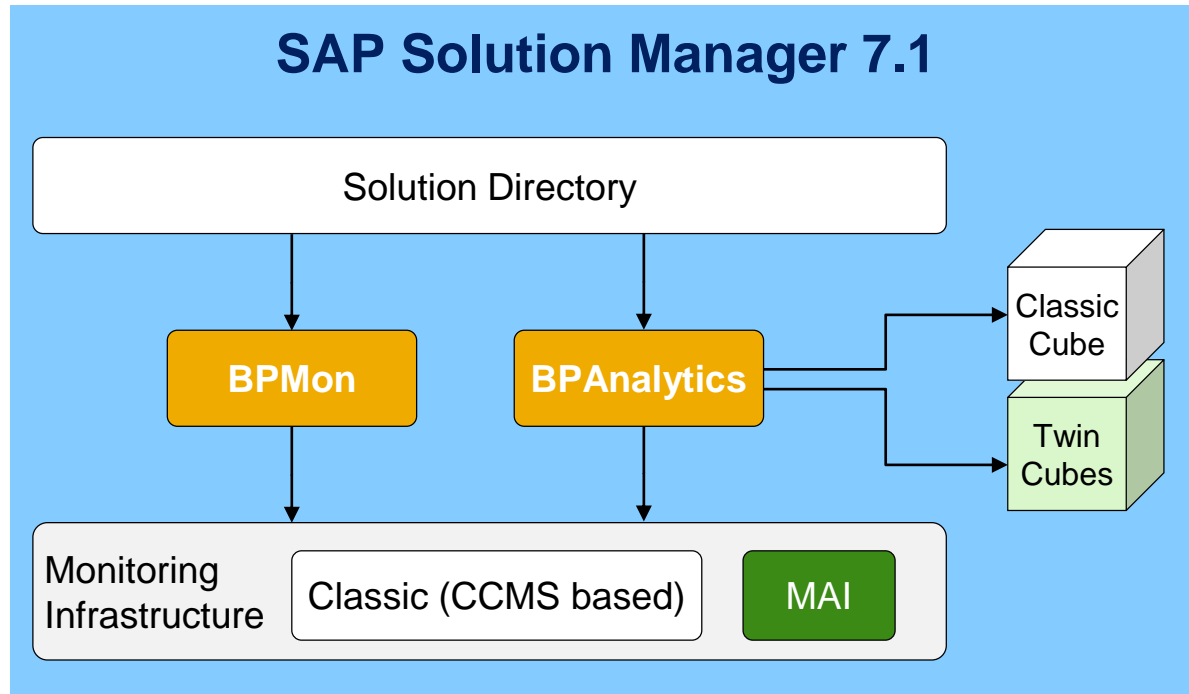 SAP Solution Manager 7.1
Solution Directory
Classic
Cube
BPMon
BPAnalytics
Twin
Cubes
Monitoring
Infrastructure
Classic (CCMS based)
MAI